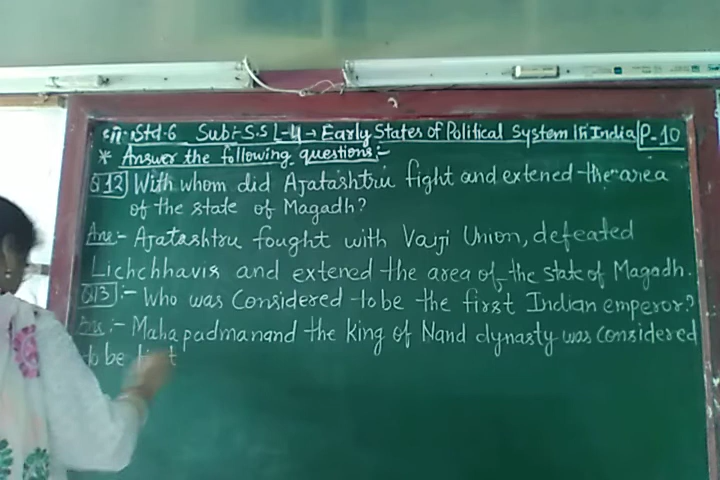 Std.6 Sub:-S.S L-4 → Early States of Political System in India P-10
* Answer the following questions:-
Q.12 With whom did Ajatashtru fight and extened the area
of the state of Magadh?
Ans:- Ajatashtru fought with Vajji Union, defeated
Lichchhavis and extened the area of the state of Magadh.
Q.13:- Who was Considered to be the first Indian emperor?
Ans:- Mahapadmanand the king of Nand dynasty was considered
to be